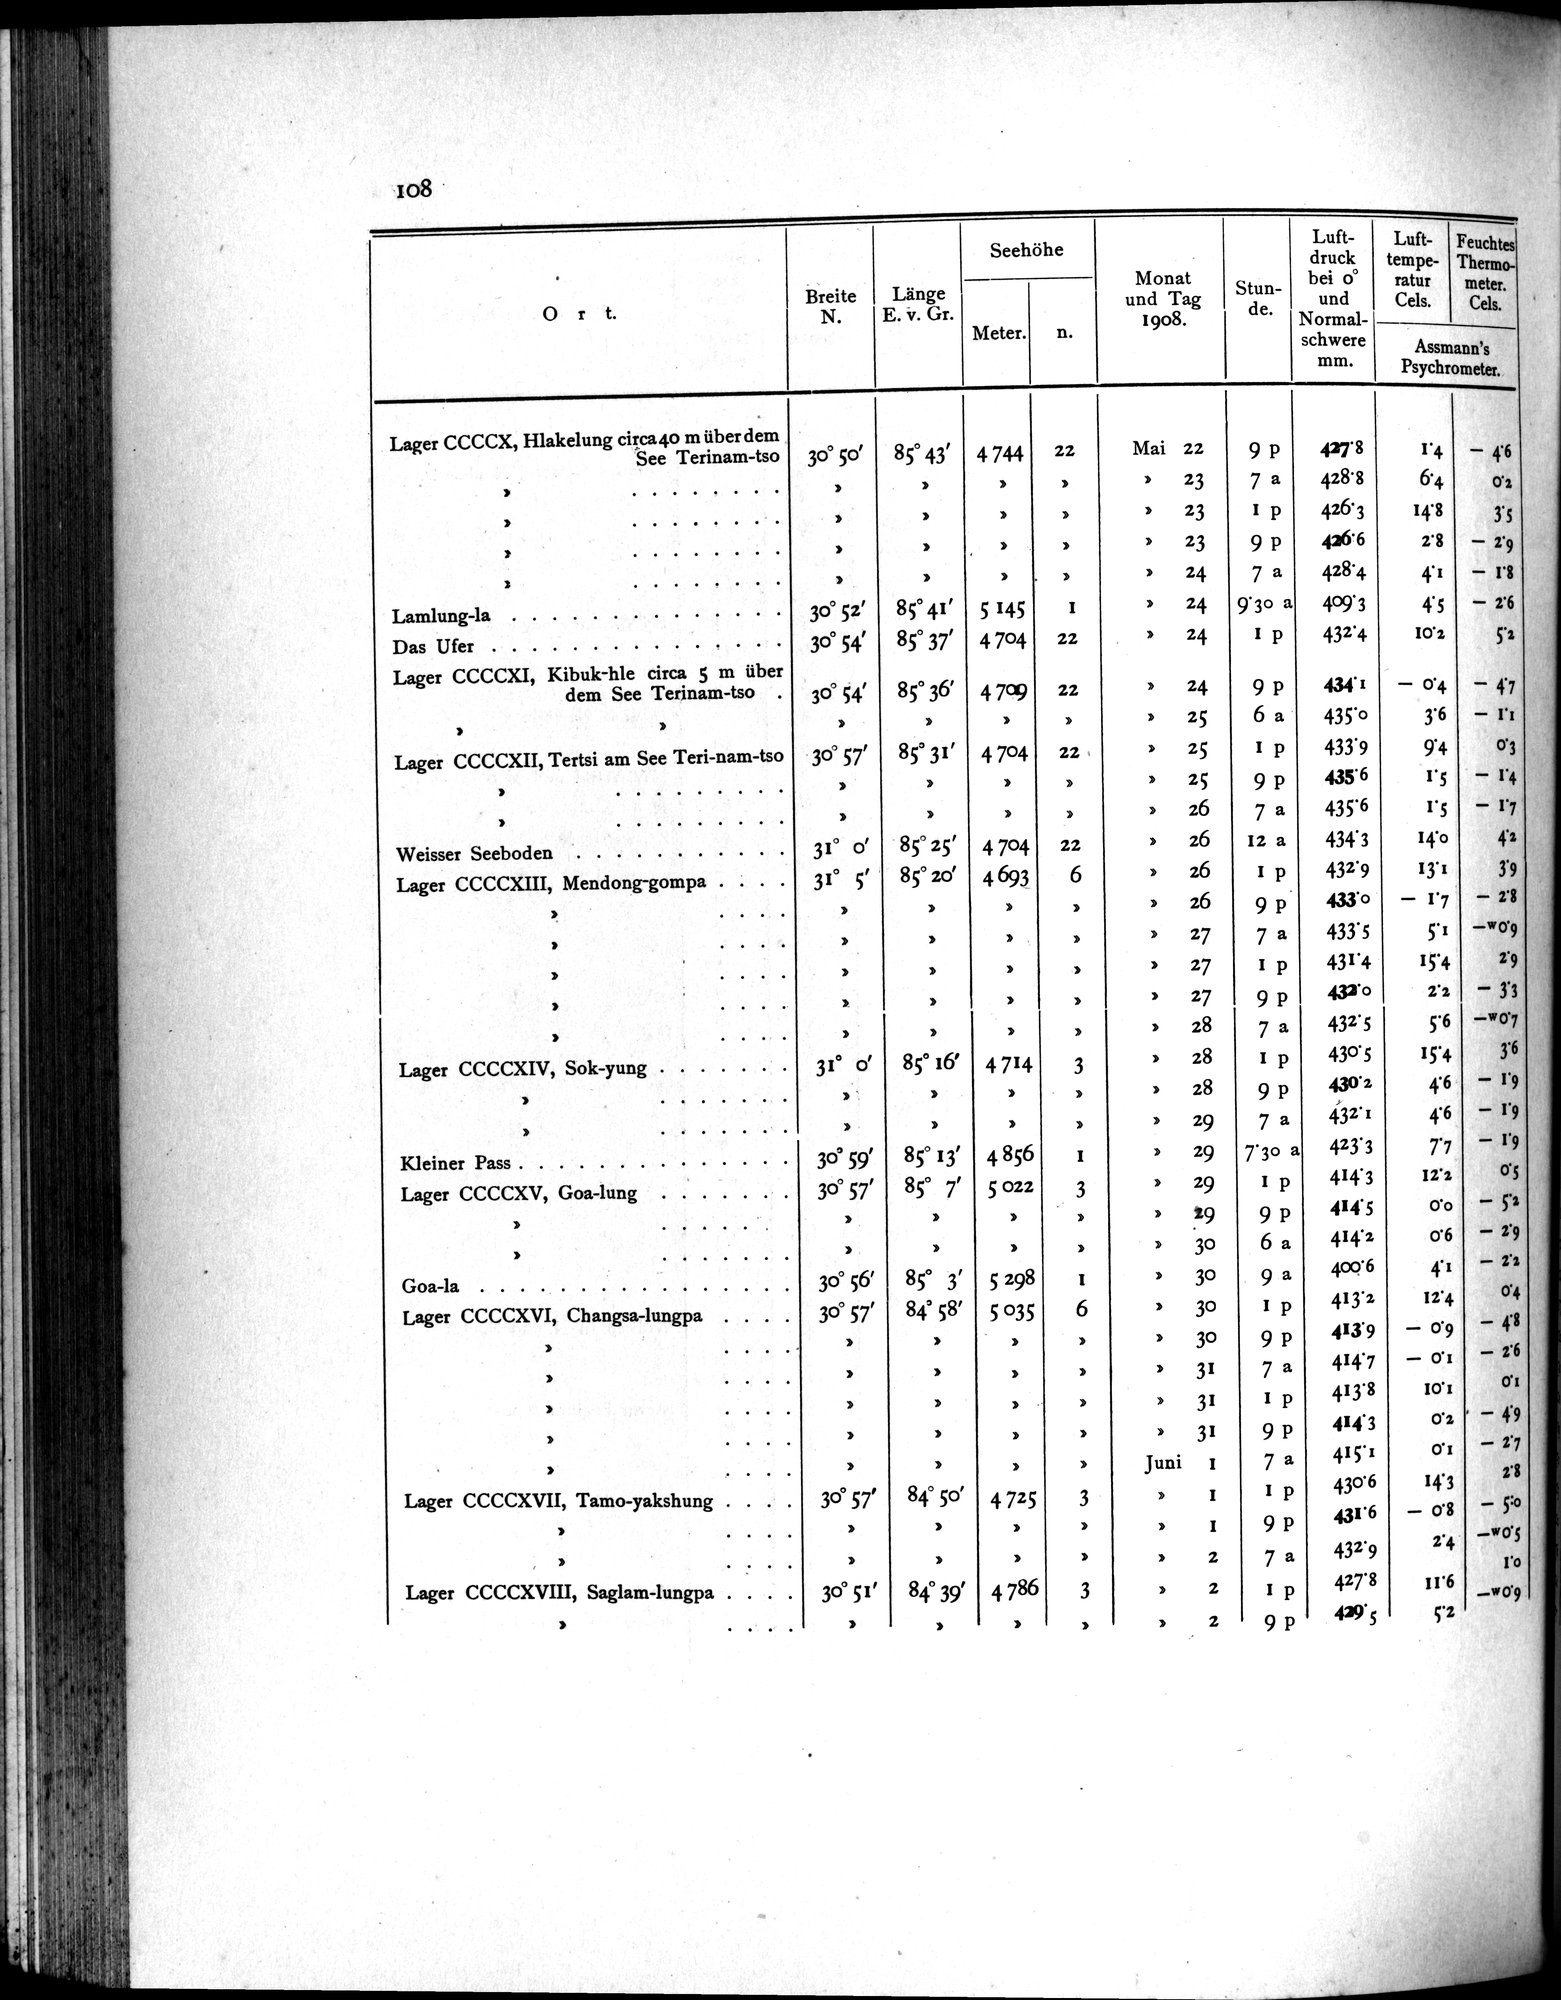 108
Ort. Breite N. Länge E. v. Gr. Seehöhe Meter. n. Monat und Tag 1908. Stunde. Luftdruck bei 0° und Normalschwere mm. Lufttemperatur Cels. Feuchtes Thermometer. Cels. Assmann's Psychrometer.
Lager CCCCX, Hlakelung circa 40 m über dem
See Terinam-tso 30° 50′ 85° 43′ 4 744 22 Mai 22 9 p 427·8 1·4 — 4·6
» . . . . . . . . » » » » » 23 7 a 428·8 6·4 0·2
» . . . . . . . . » » » » » 23 1 p 426·3 14·8 3·5
» . . . . . . . . » » » » » 23 9 p 426·6 2·8 — 2·9
» . . . . . . . . » » » » » 24 7 a 428·4 4·1 — 1·8
Lamlung-la . . . . . . . . . . . . . . 30° 52′ 85° 41′ 5 145 1 » 24 9·30 a 409·3 4·5 — 2·6
Das Ufer . . . . . . . . . . . . . . . 30° 54′ 85° 37′ 4 704 22 » 24 1 p 432·4 10·2 5·2
Lager CCCCXI, Kibuk-hle circa 5 m über
dem See Terinam-tso . 30° 54′ 85° 36′ 4 709 22 » 24 9 p 434·1 — 0·4 — 4·7
» » » » » » » 25 6 a 435·0 3·6 — 1·1
Lager CCCCXII, Tertsi am See Teri-nam-tso 30° 57′ 85° 31′ 4 704 22 » 25 1 p 433·9 9·4 0·3
» . . . . . . . . . » » » » » 25 9 p 435·6 1·5 — 1·4
» . . . . . . . . . » » » » » 26 7 a 435·6 1·5 — 1·7
Weisser Seeboden . . . . . . . . . . . 31° 0′ 85° 25′ 4 704 22 » 26 12 a 434·3 14·0 4·2
Lager CCCCXIII, Mendong-gompa . . . . 31° 5′ 85° 20′ 4 693 6 » 26 1 p 432·9 13·1 3·9
» . . . . » » » » » 26 9 p 433·0 — 1·7 — 2·8
» . . . . » » » » » 27 7 a 433·5 5·1 —w0·9
» . . . . » » » » » 27 1 p 431·4 15·4 2·9
» . . . . » » » » » 27 9 p 432·0 2·2 — 3·3
» . . . . » » » » » 28 7 a 432·5 5·6 —w0·7
Lager CCCCXIV, Sok-yung . . . . . . . 31° 0′ 85° 16′ 4 714 3 » 28 1 p 430·5 15·4 3·6
» . . . . . . . » » » » » 28 9 p 430·2 4·6 — 1·9
» . . . . . . . » » » » » 29 7 a 432·1 4·6 — 1·9
Kleiner Pass . . . . . . . . . . . . . . 30° 59′ 85° 13′ 4 856 1 » 29 7·30 a 423·3 7·7 — 1·9
Lager CCCCXV, Goa-lung . . . . . . . 30° 57′ 85° 7′ 5 022 3 » 29 1 p 414·3 12·2 0·5
» . . . . . . » » » » » 29 9 p 414·5 0·0 — 5·2
» . . . . . . . » » » » » 30 6 a 414·2 0·6 — 2·9
Goa-la . . . . . . . . . . . . . . . . 30° 56′ 85° 3′ 5 298 1 » 30 9 a 400·6 4·1 — 2·2
Lager CCCCXVI, Changsa-lungpa . . . . 30° 57′ 84° 58′ 5 035 6 » 30 1 p 413·2 12·4 0·4
» . . . . » » » » » 30 9 p 413·9 — 0·9 — 4·8
» . . . . » » » » » 31 7 a 414·7 — 0·1 — 2·6
» . . . . » » » » » 31 1 p 413·8 10·1 0·1
» . . . . » » » » » 31 9 p 414·3 0·2 — 4·9
» . . . . » » » » Juni 1 7 a 415·1 0·1 — 2·7
Lager CCCCXVII, Tamo-yakshung . . . . 30° 57′ 84° 50′ 4 725 3 » 1 1 p 430·6 14·3 2·8
» . . . . » » » » » 1 9 p 431·6 — 0·8 — 5·0
» . . . . » » » » » 2 7 a 432·9 2·4 —w0·5
Lager CCCCXVIII, Saglam-lungpa . . . . 30° 51′ 84° 39′ 4 786 3 » 2 1 p 427·8 11·6 1·0
» . . . . » » » » » 2 9 p 429·5 5·2 —w0·9